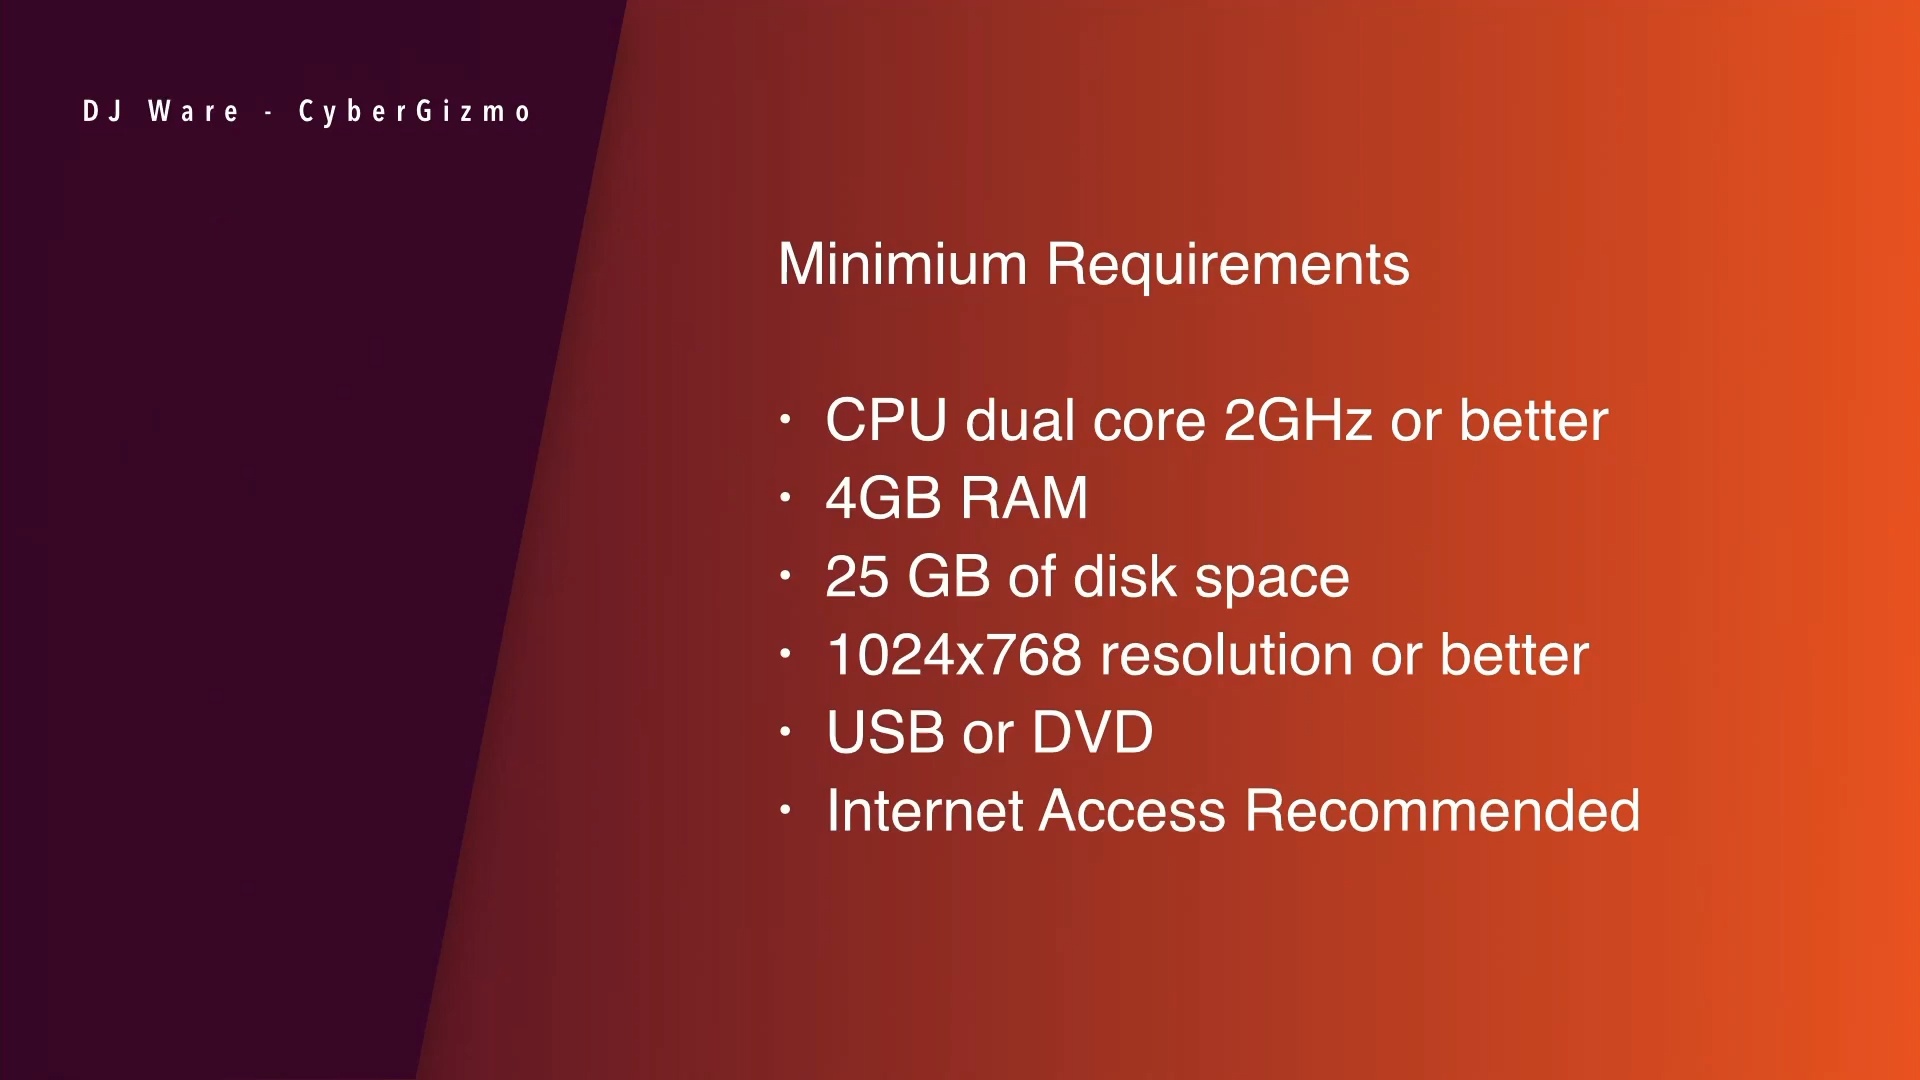 DJ Ware - CyberGizmo
Minimium Requirements
• CPU dual core 2GHz or better
• 4GB RAM
• 25 GB of disk space
• 1024x768 resolution or better
• USB or DVD
• Internet Access Recommended